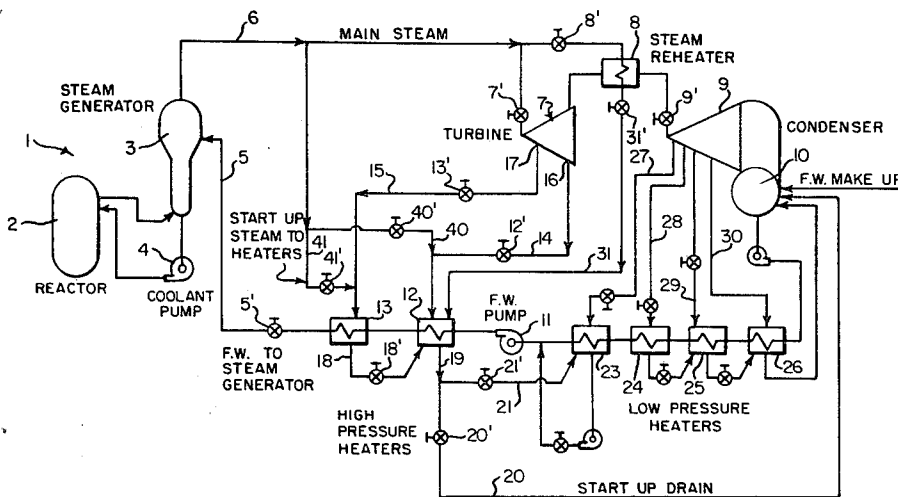 6
MAIN STEAM
8'
8
STEAM
REHEATER
STEAM
GENERATOR
7'
7
9
9'
31'
1
3
TURBINE
CONDENSER
17
16
27
10
5
15
13'
F.W. MAKE UP
2
START UP
STEAM TO
HEATERS
40'
40
12'
14
28
30
41
41'
31
4
29
REACTOR
COOLANT
PUMP
5'
13
12
F.W.
PUMP
11
F.W. TO
STEAM
GENERATOR
18
18'
19
21'
21
23
24
25
26
HIGH
PRESSURE
HEATERS
20'
LOW PRESSURE
HEATERS
20
START UP DRAIN